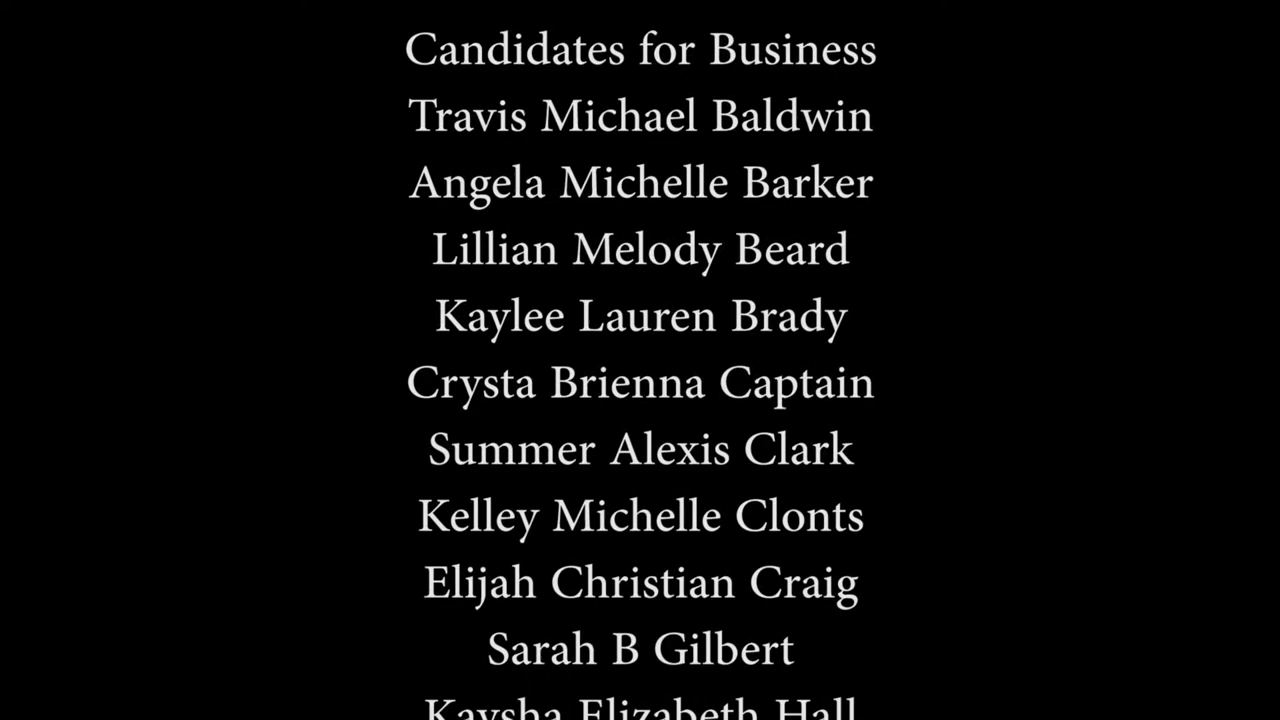 Candidates for Business
Travis Michael Baldwin
Angela Michelle Barker
Lillian Melody Beard
Kaylee Lauren Brady
Crysta Brienna Captain
Summer Alexis Clark
Kelley Michelle Clonts
Elijah Christian Craig
Sarah B Gilbert
Kaysha Elizabeth Hall